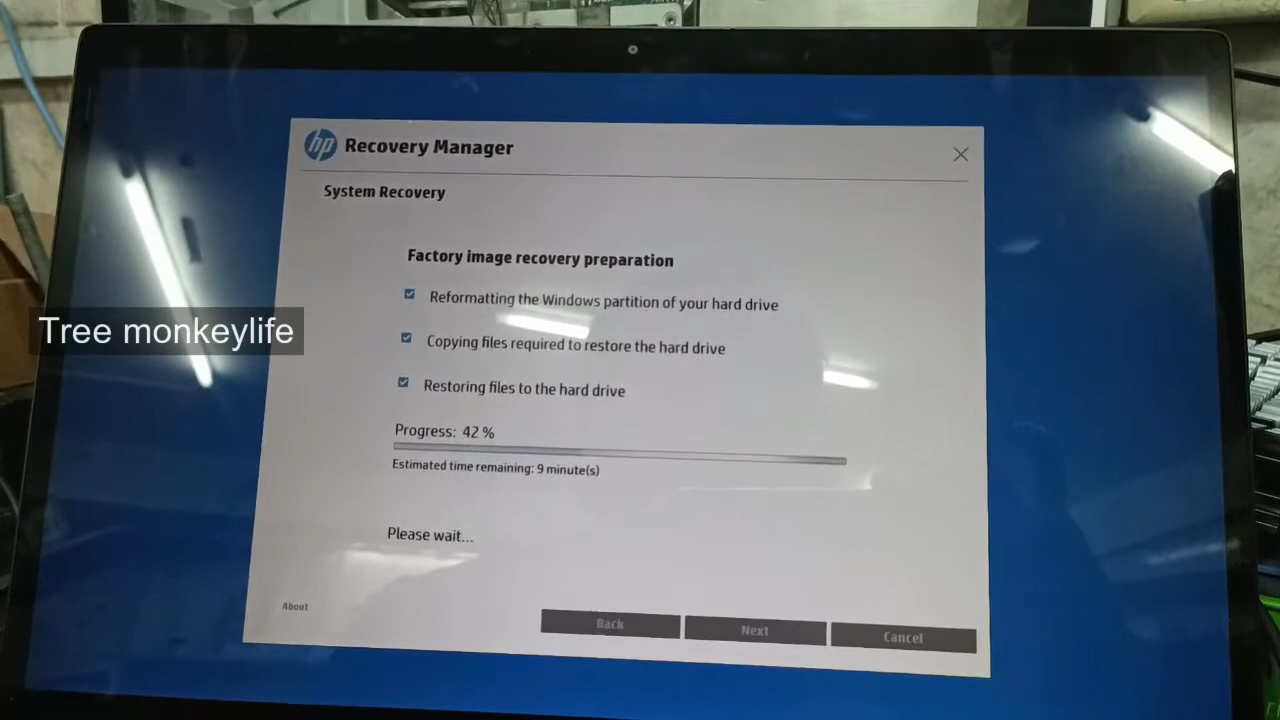 hp Recovery Manager
System Recovery
Factory image recovery preparation
Reformatting the Windows partition of your hard drive
Copying files required to restore the hard drive
Restoring files to the hard drive
Progress: 42 %
Estimated time remaining: 9 minute(s)
Please wait...
About
Back
Next
Cancel
Tree monkeylife